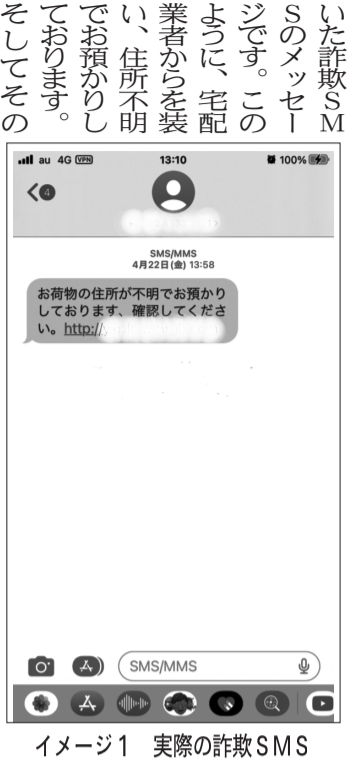 いた詐欺ＳＭ
Ｓのメッセー
ジです。この
ように、宅配
業者からを装
い、住所不明
でお預かりし
ております。
そしてその
au 4G VPN
13:10
100%
4
SMS/MMS
4月22日(金) 13:58
お荷物の住所が不明でお預かり
しております、確認してくださ
い。http://
SMS/MMS
イメージ１　実際の詐欺ＳＭＳ